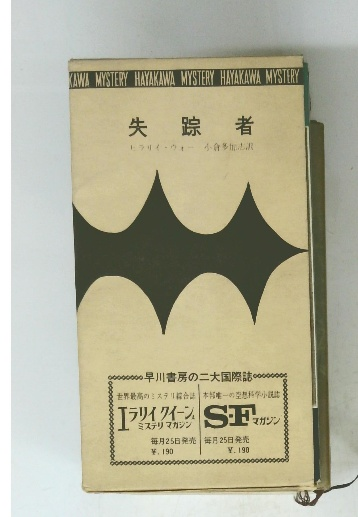 KAWA MYSTERY HAYAKAWA MYSTERY HAYAKAWA MYSTERY
失踪者
ヒラリイ・ウォー 小倉多加志訳
早川書房の二大国際誌
世界最高のミステリ綜合誌
エラリイクイーンズ
ミステリマガジン
毎月25日発売
¥.190
本邦唯一の空想科学小説誌
S-Fマガジン
毎月25日発売
¥.190